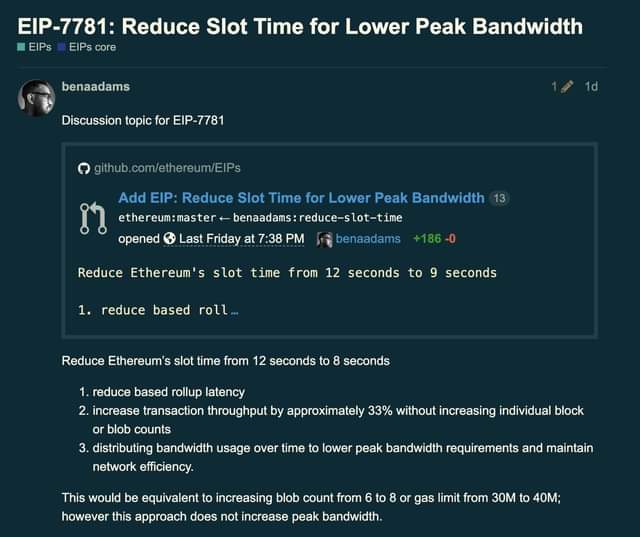 EIP-7781: Reduce Slot Time for Lower Peak Bandwidth
EIPs EIPs core
benaadams 1 1d
Discussion topic for EIP-7781
github.com/ethereum/EIPs
Add EIP: Reduce Slot Time for Lower Peak Bandwidth 13
ethereum:master ← benaadams:reduce-slot-time
opened Last Friday at 7:38 PM benaadams +186 -0
Reduce Ethereum's slot time from 12 seconds to 9 seconds
1. reduce based roll…
Reduce Ethereum's slot time from 12 seconds to 8 seconds
1. reduce based rollup latency
2. increase transaction throughput by approximately 33% without increasing individual block
or blob counts
3. distributing bandwidth usage over time to lower peak bandwidth requirements and maintain
network efficiency.
This would be equivalent to increasing blob count from 6 to 8 or gas limit from 30M to 40M;
however this approach does not increase peak bandwidth.